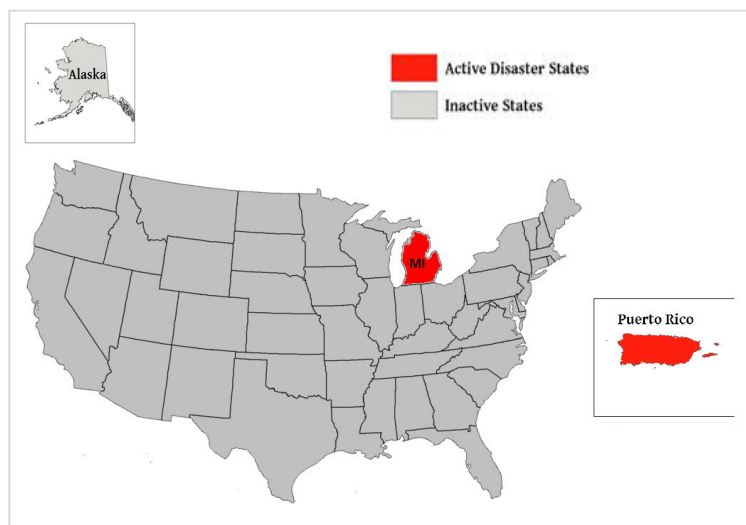 Alaska
Active Disaster States
Inactive States
MI
Puerto Rico